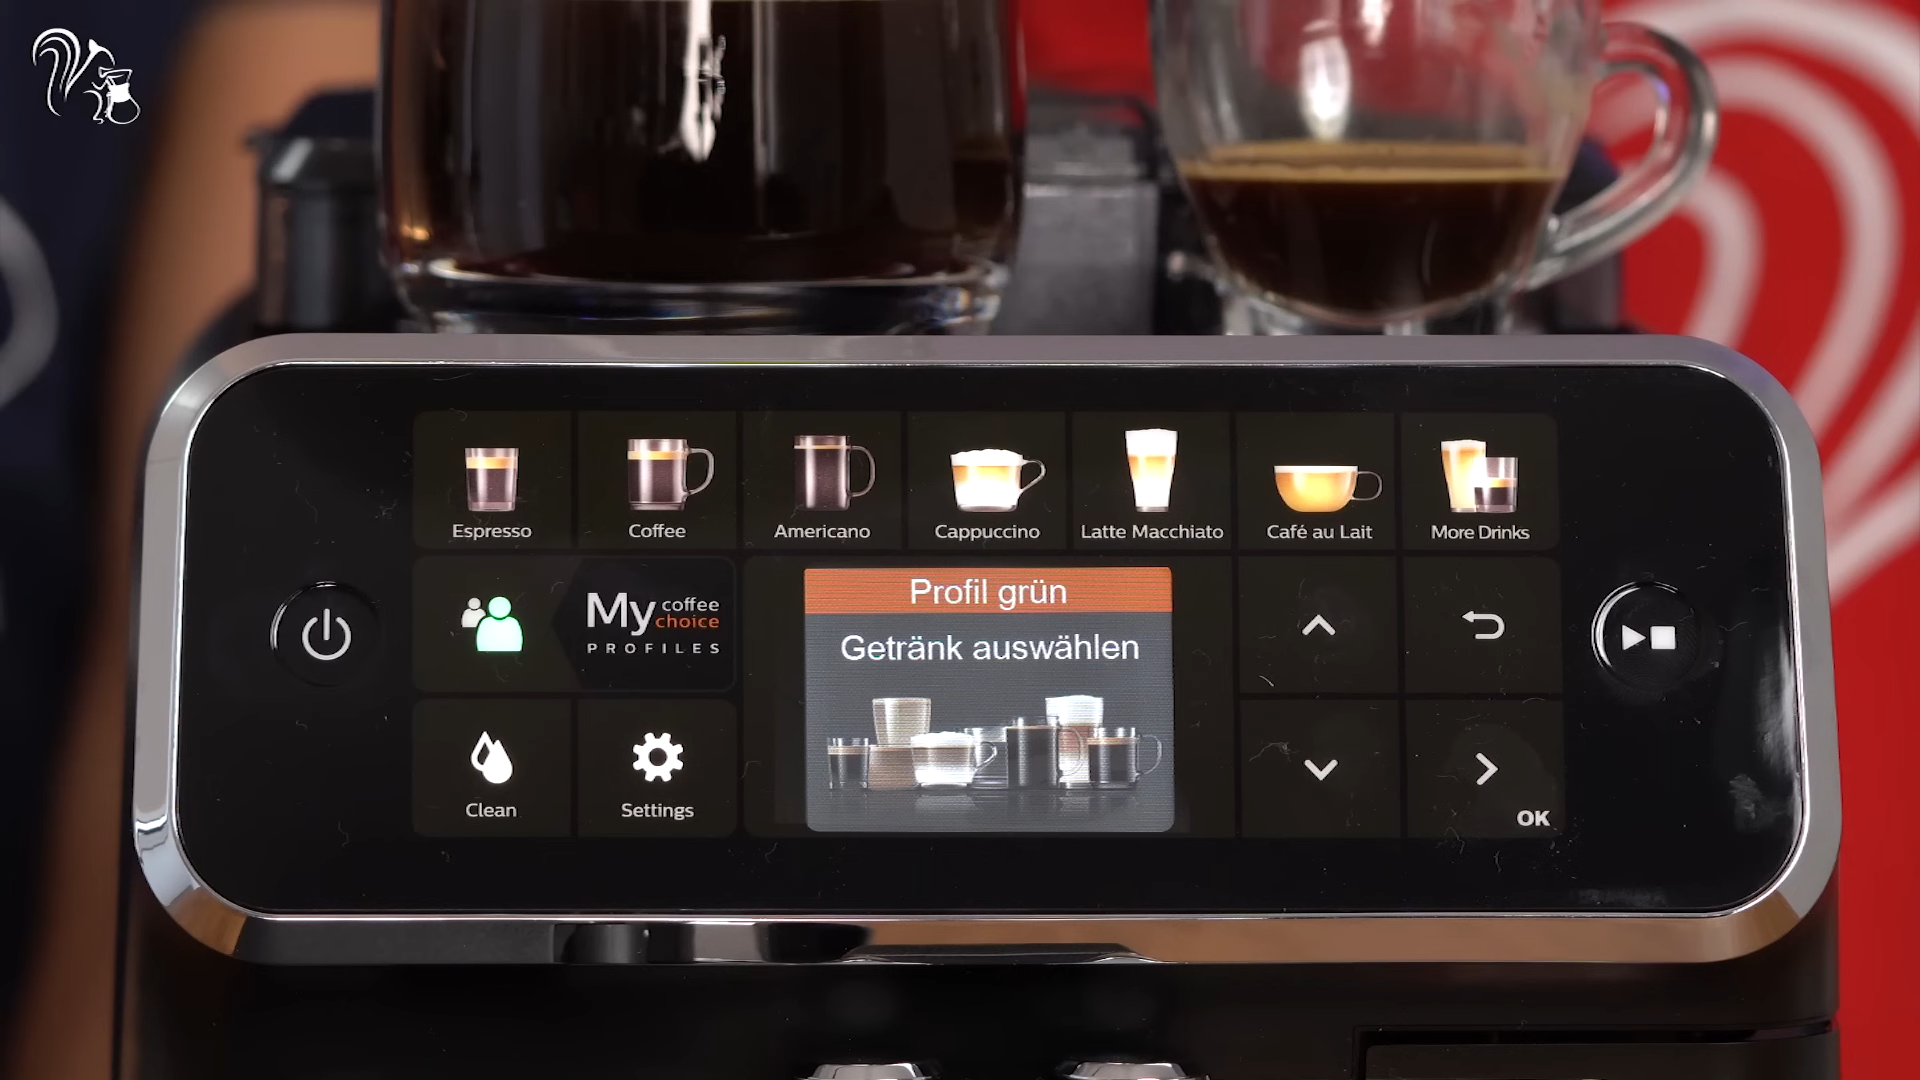 Espresso
Coffee
Americano
Cappuccino
Latte Macchiato
Café au Lait
More Drinks
My coffee choice
PROFILES
Profil grün
Getränk auswählen
Clean
Settings
OK